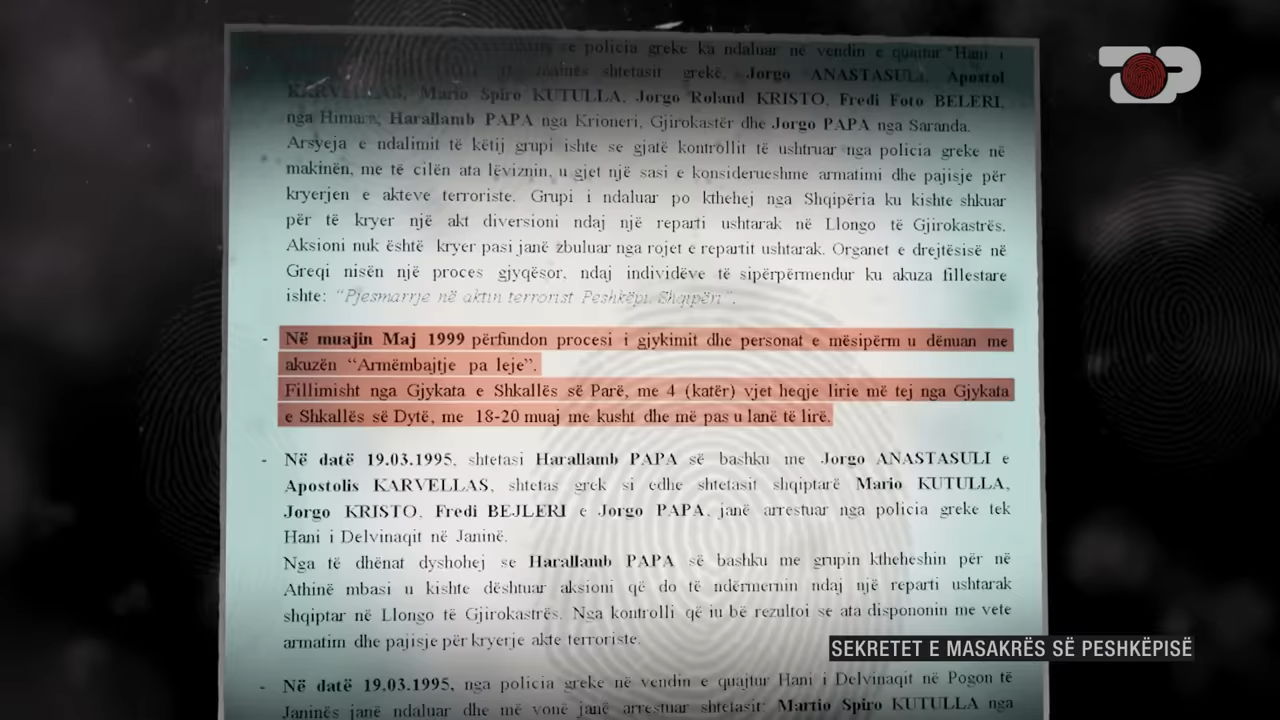 e policia greke ka ndaluar në vendin e quajtur "Hani i
mainës shtetasit grekë, Jorgo ANASTASULI, Apostol
KARVELLAS, Mario Spiro KUTULLA, Jorgo Roland KRISTO, Fredi Foto BELERI,
nga Himara, Harallamb PAPA nga Krioneri, Gjirokastër dhe Jorgo PAPA nga Saranda.
Arsyeja e ndalimit të këtij grupi ishte se gjatë kontrollit të ushtruar nga policia greke në
makinën, me të cilën ata lëviznin, u gjet një sasi e konsiderueshme armatimi dhe pajisje për
kryerjen e akteve terroriste. Grupi i ndaluar po kthehej nga Shqipëria ku kishte shkuar
për të kryer një akt diversioni ndaj një reparti ushtarak në Llongo të Gjirokastrës.
Aksioni nuk është kryer pasi janë zbuluar nga rojet e repartit ushtarak. Organet e drejtësisë në
Greqi nisën një proces gjyqësor, ndaj individëve të sipërpërmendur ku akuza fillestare
ishte: "Pjesmarrje në aktin terrorist Peshkëpi. Shqipëri".
- Në muajin Maj 1999 përfundon procesi i gjykimit dhe personat e mësipërm u dënuan me
akuzën "Armëmbajtje pa leje".
Fillimisht nga Gjykata e Shkallës së Parë, me 4 (katër) vjet heqje lirie më tej nga Gjykata
e Shkallës së Dytë, me 18-20 muaj me kusht dhe më pas u lanë të lirë.
- Në datë 19.03.1995, shtetasi Harallamb PAPA së bashku me Jorgo ANASTASULI e
Apostolis KARVELLAS, shtetas grek si edhe shtetasit shqiptarë Mario KUTULLA,
Jorgo KRISTO, Fredi BEJLERI e Jorgo PAPA, janë arrestuar nga policia greke tek
Hani i Delvinaqit në Janinë.
Nga të dhënat dyshohej se Harallamb PAPA së bashku me grupin ktheheshin për në
Athinë mbasi u kishte dështuar aksioni që do të ndërmernin ndaj një reparti ushtarak
shqiptar në Llongo të Gjirokastrës. Nga kontrolli që iu bë rezultoi se ata disponin me vete
armatim dhe pajisje për kryerje akte terroriste.
- Në datë 19.03.1995, nga policia greke në vendin e quajtur Hani i Delvinaqit në Pogon të
Janinës janë ndaluar dhe më vonë janë arrestuar shtetasit: Martio Spiro KUTULLA nga
SEKRETET E MASAKRËS SË PESHKËPISË